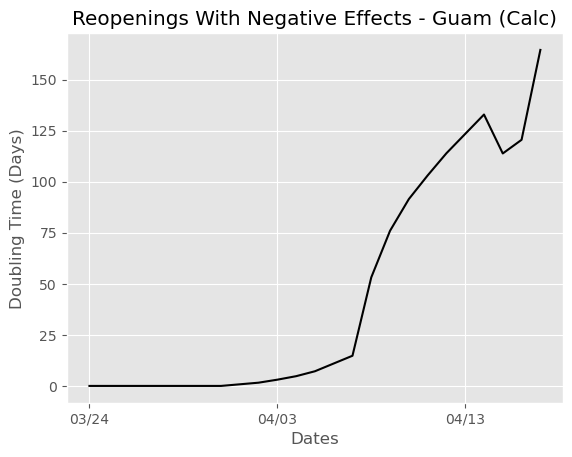 Reopenings With Negative Effects - Guam (Calc)
Doubling Time (Days)
150
125
100
75
50
25
0
03/24 04/03 04/13
Dates